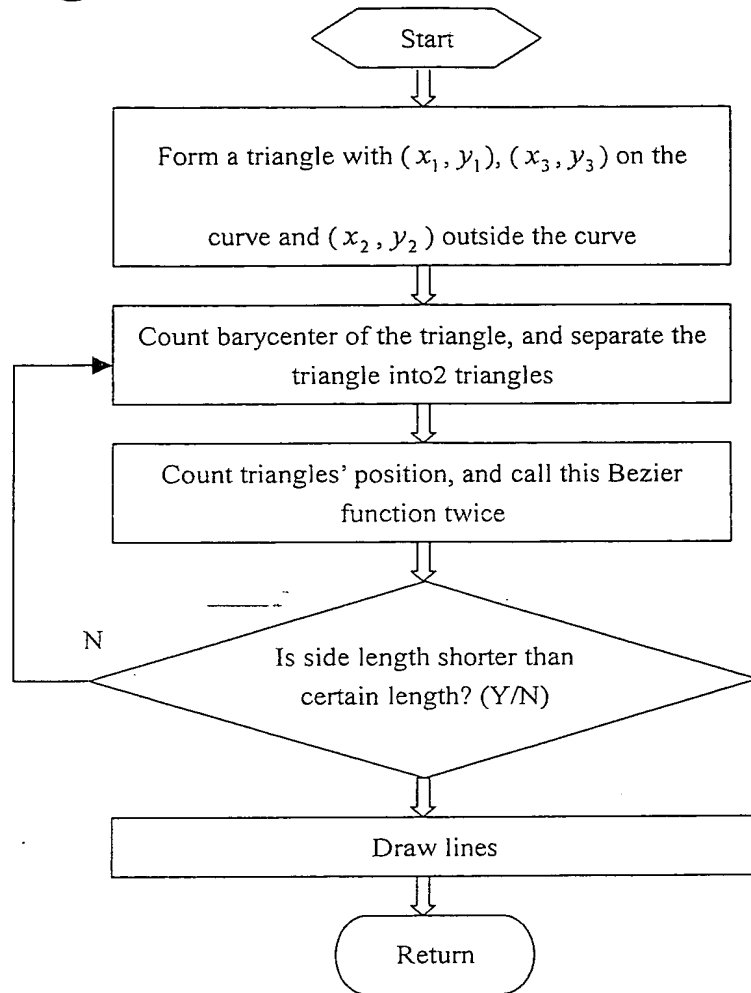 Start
Form a triangle with (x₁, y₁), (x₃, y₃) on the
curve and (x₂, y₂) outside the curve
Count barycenter of the triangle, and separate the
triangle into2 triangles
Count triangles' position, and call this Bezier
function twice
N
Is side length shorter than
certain length? (Y/N)
Draw lines
Return